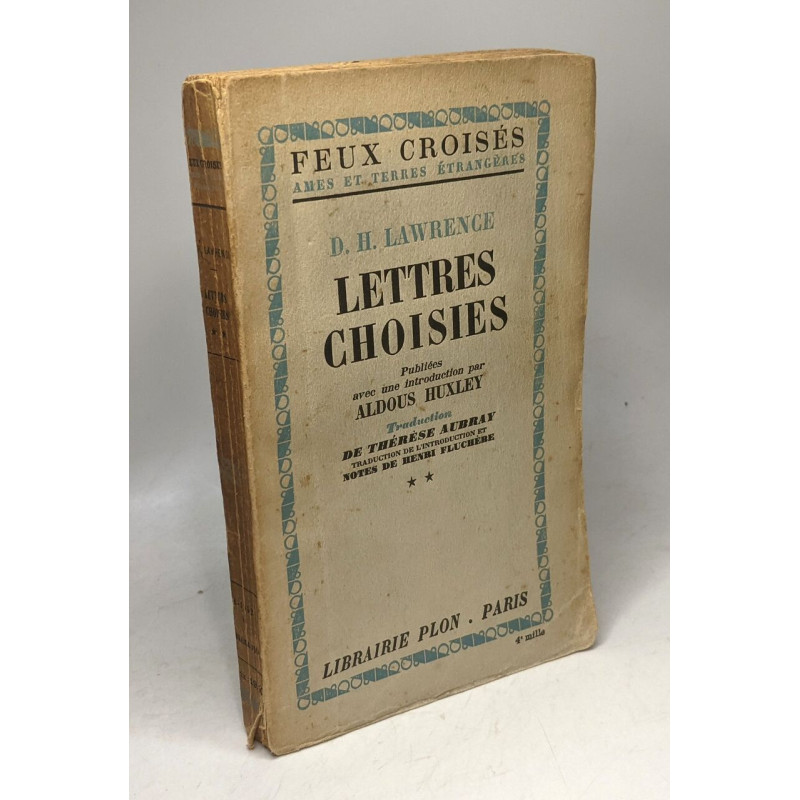 FEUX CROISÉS
AMES ET TERRES ÉTRANGÈRES
D. H. LAWRENCE
LETTRES
CHOISIES
Publiées
avec une introduction par
ALDOUS HUXLEY
Traduction
DE THÉRÈSE AUBRAY
TRADUCTION DE L'INTRODUCTION ET
NOTES DE HENRI FLUCHÈRE
★ ★
LIBRAIRIE PLON . PARIS
4e mille